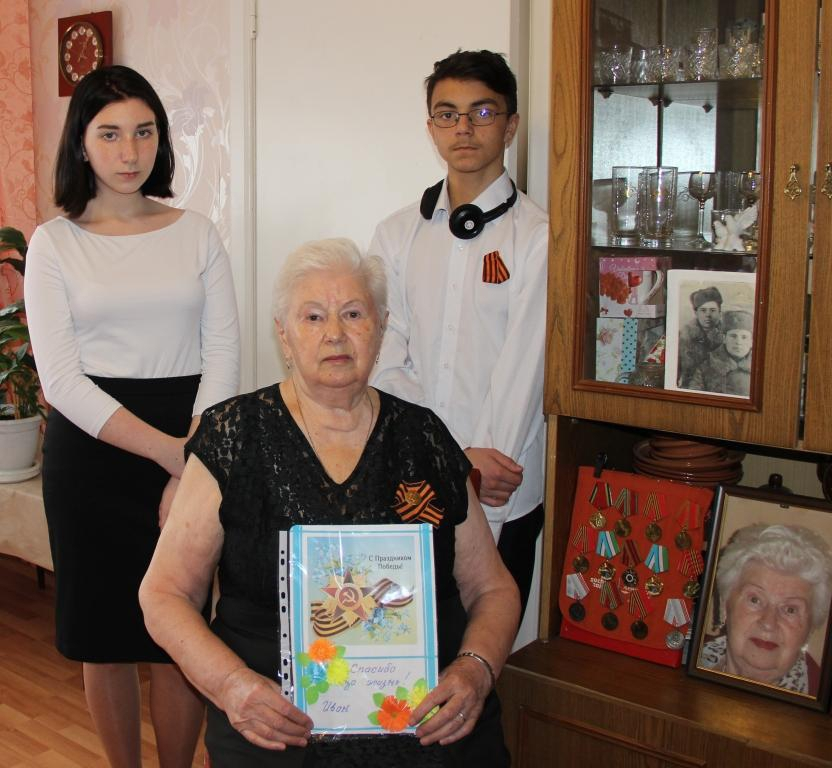 С Праздником
Победы!
Спасибо
за жизнь!
Иван